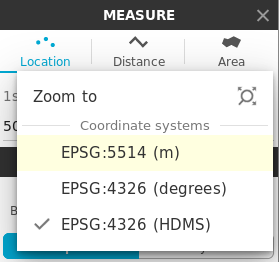 MEASURE
Location
Distance
Area
1s
Zoom to
50
Coordinate systems
EPSG:5514 (m)
EPSG:4326 (degrees)
B
EPSG:4326 (HDMS)